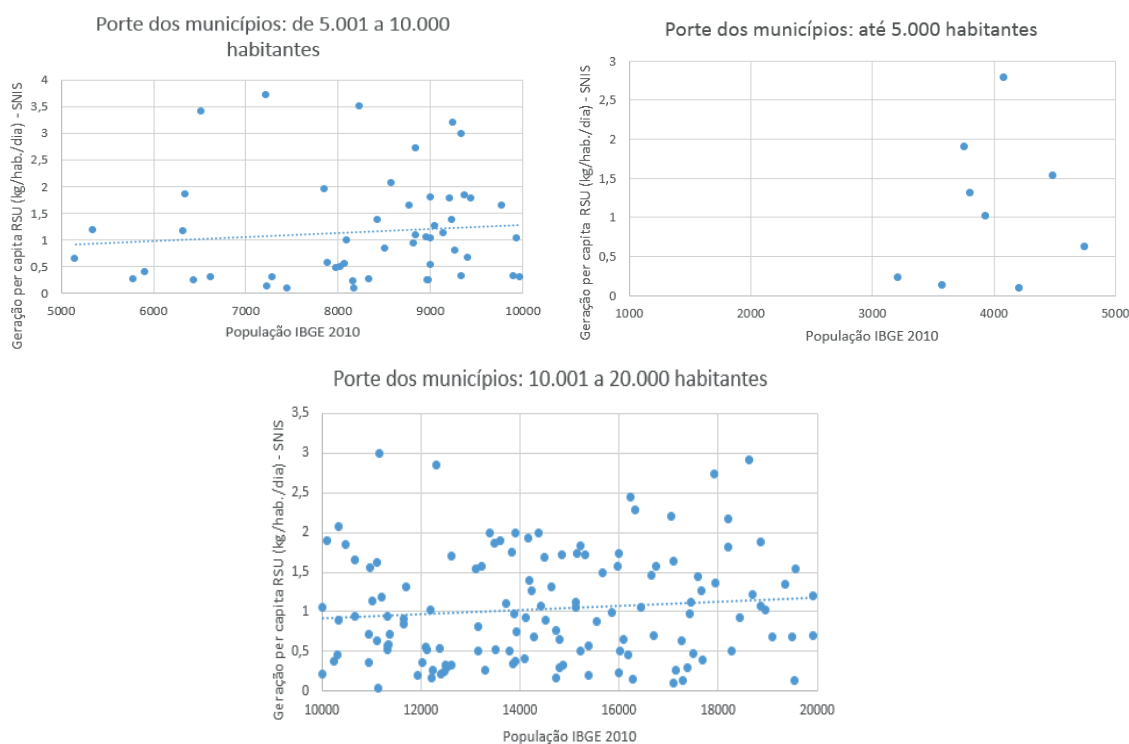 Porte dos municípios: de 5.001 a 10.000
habitantes
Geração per capita RSU (kg/hab./dia) - SNIS
4
3,5
3
2,5
2
1,5
1
0,5
0
5000 6000 7000 8000 9000 10000
População IBGE 2010
Porte dos municípios: até 5.000 habitantes
Geração per capita RSU (kg/hab./dia) - SNIS
3
2,5
2
1,5
1
0,5
0
1000 2000 3000 4000 5000
População IBGE 2010
Porte dos municípios: 10.001 a 20.000 habitantes
Geração per capita RSU (kg/hab./dia) - SNIS
3,5
3
2,5
2
1,5
1
0,5
0
10000 12000 14000 16000 18000 20000
População IBGE 2010